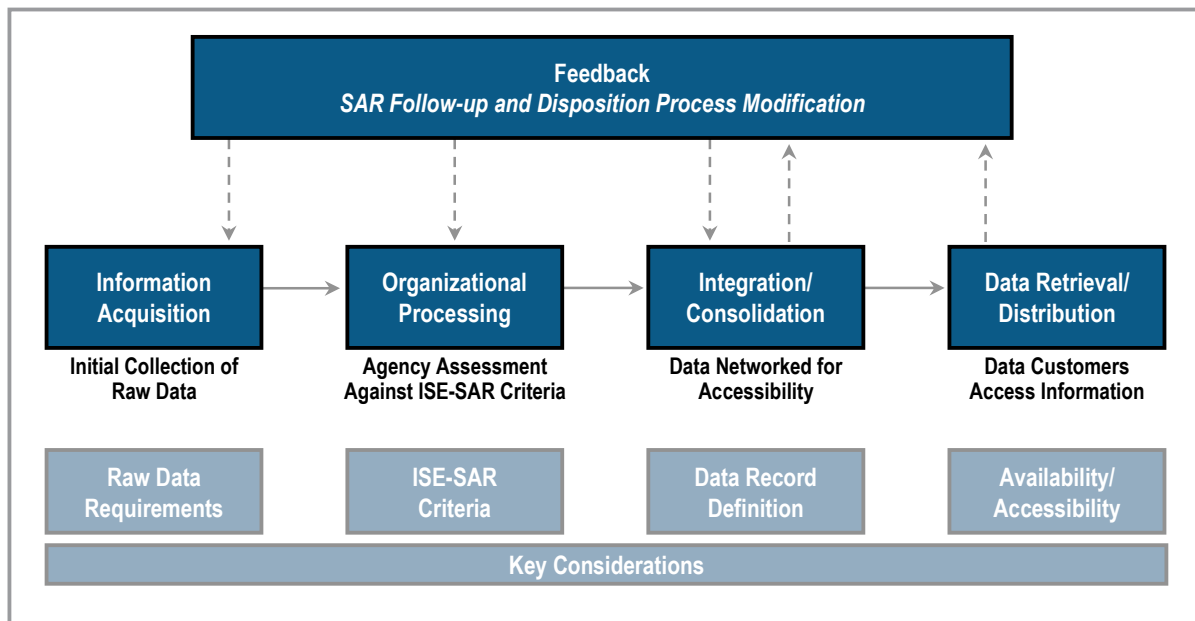 Feedback
SAR Follow-up and Disposition Process Modification
Information
Acquisition
Organizational
Processing
Integration/
Consolidation
Data Retrieval/
Distribution
Initial Collection of
Raw Data
Agency Assessment
Against ISE-SAR Criteria
Data Networked for
Accessibility
Data Customers
Access Information
Raw Data
Requirements
ISE-SAR
Criteria
Data Record
Definition
Availability/
Accessibility
Key Considerations